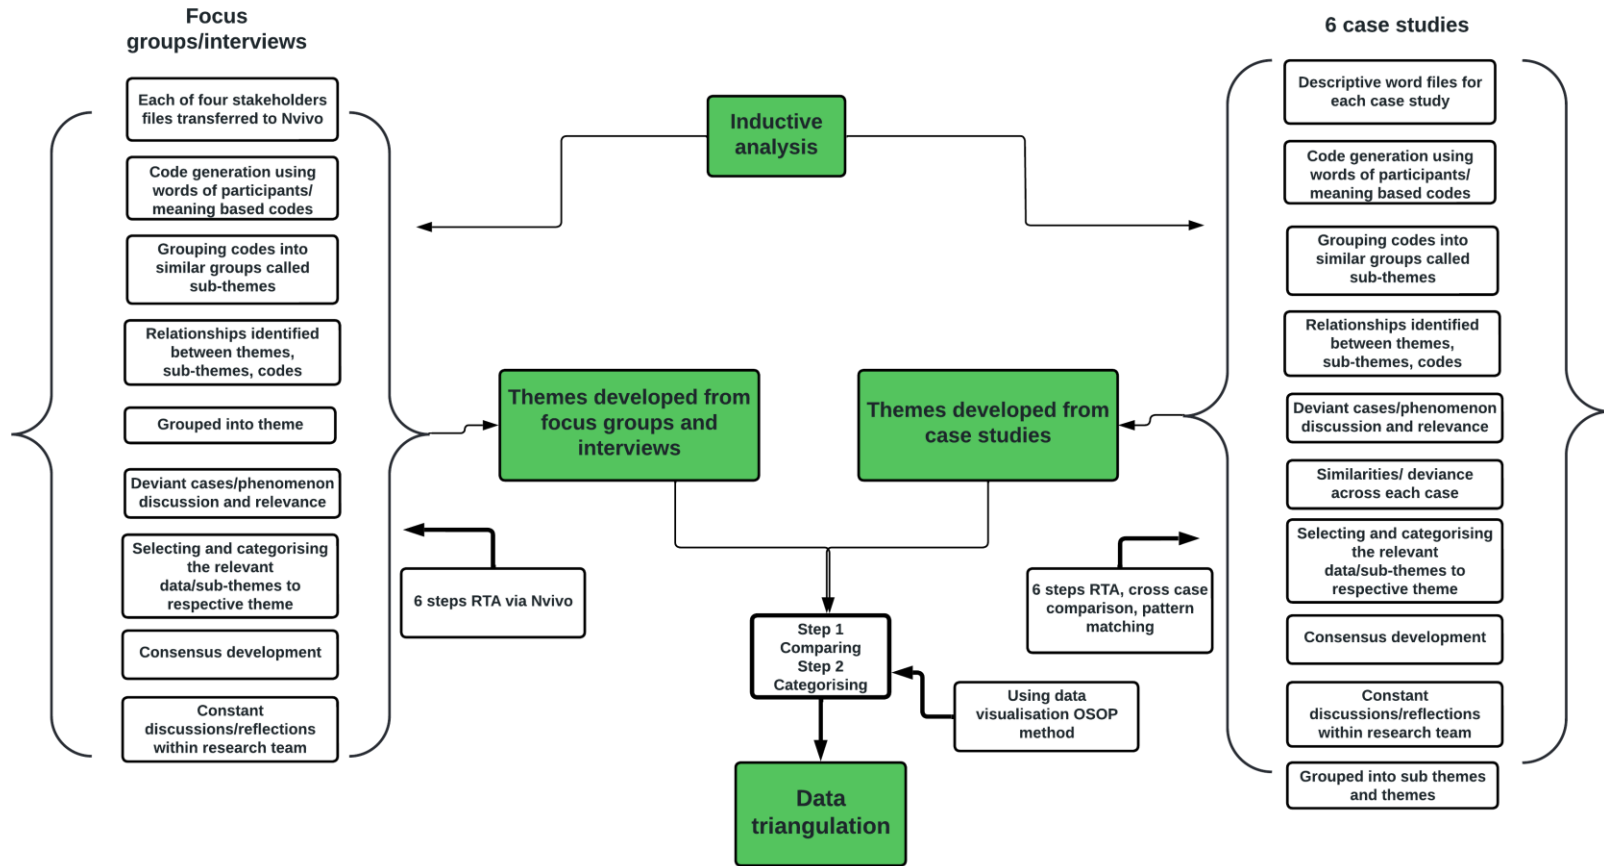 Focus
groups/interviews
Each of four stakeholders
files transferred to Nvivo
Code generation using
words of participants/
meaning based codes
Grouping codes into
similar groups called
sub-themes
Relationships identified
between themes,
sub-themes, codes
Grouped into theme
Deviant cases/phenomenon
discussion and relevance
Selecting and categorising
the relevant
data/sub-themes to
respective theme
Consensus development
Constant
discussions/reflections
within research team
Inductive
analysis
Themes developed from
focus groups and
interviews
Themes developed from
case studies
6 steps RTA via Nvivo
6 steps RTA, cross case
comparison, pattern
matching
Step 1
Comparing
Step 2
Categorising
Using data
visualisation OSOP
method
Data
triangulation
6 case studies
Descriptive word files for
each case study
Code generation using
words of participants/
meaning based codes
Grouping codes into
similar groups called
sub-themes
Relationships identified
between themes,
sub-themes, codes
Deviant cases/phenomenon
discussion and relevance
Similarities/ deviance
across each case
Selecting and categorising
the relevant
data/sub-themes to
respective theme
Consensus development
Constant
discussions/reflections
within research team
Grouped into sub themes
and themes